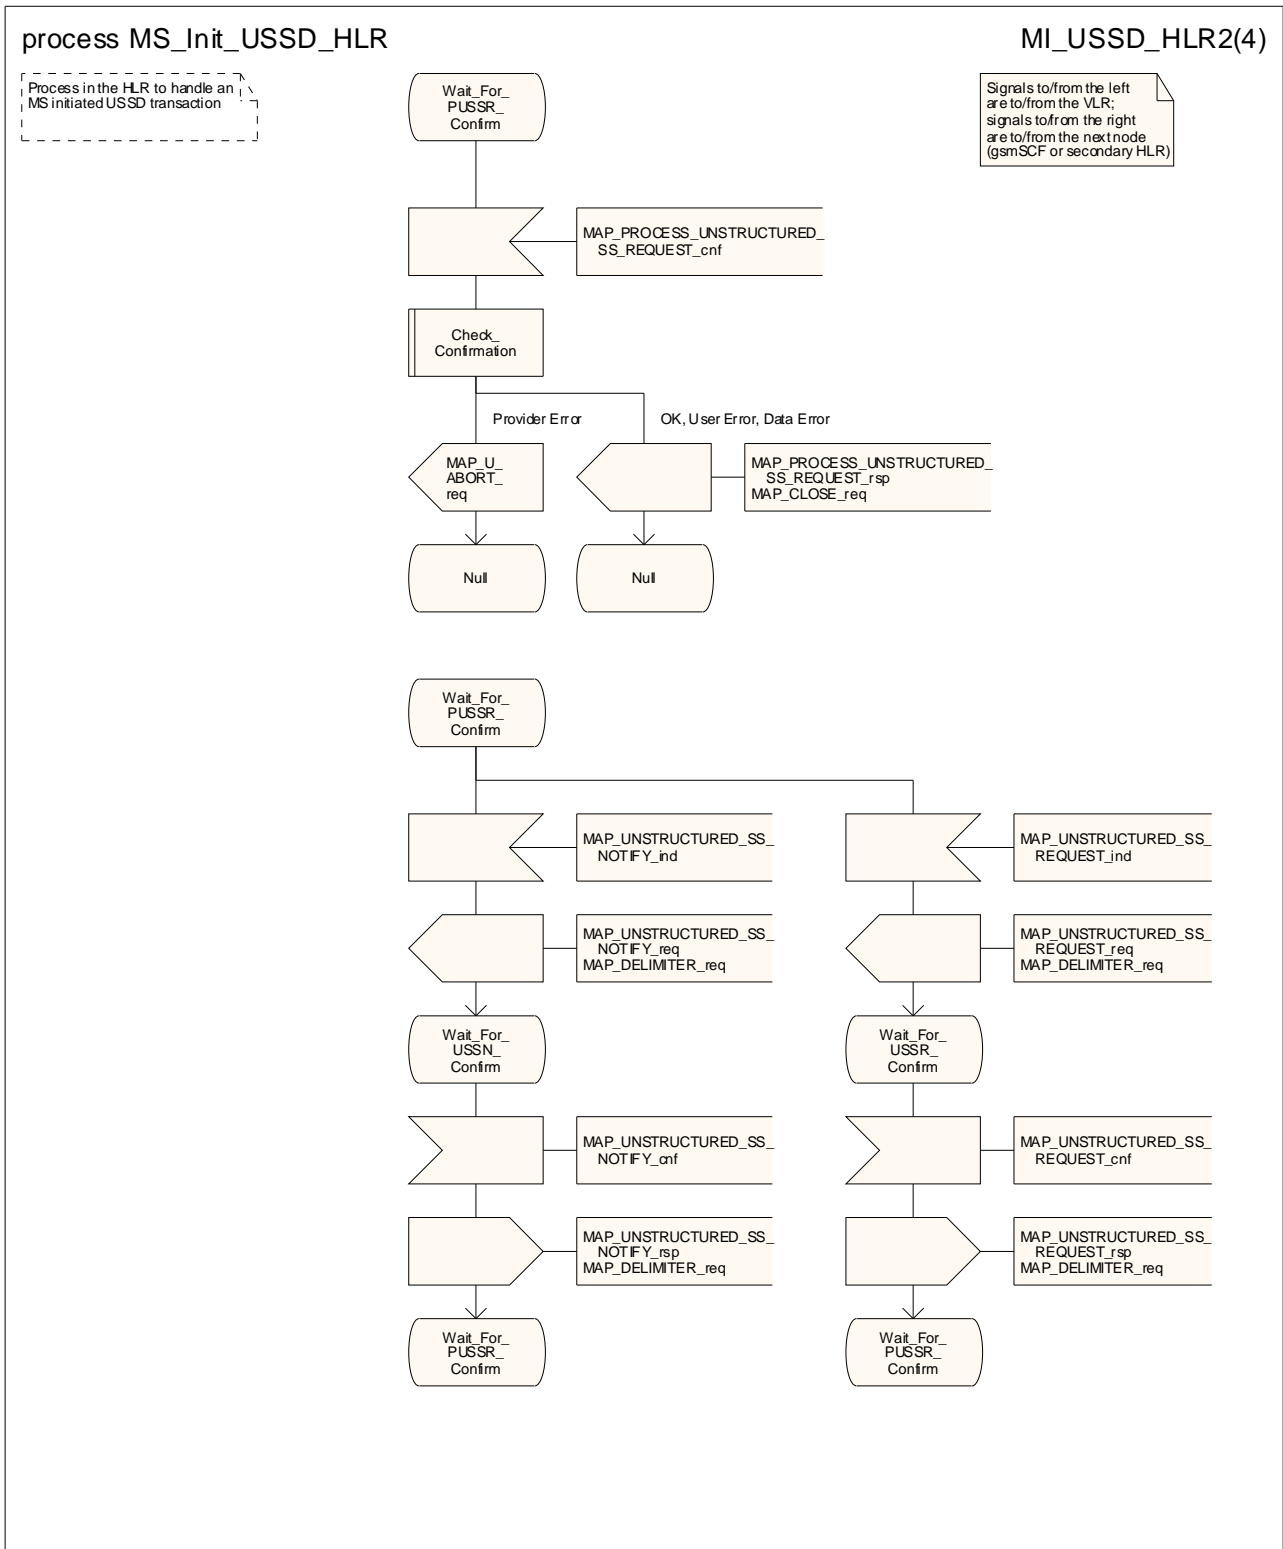 process MS_Init_USSD_HLR
MI_USSD_HLR2(4)
Process in the HLR to handle an
MS initiated USSD transaction
Signals to/from the left
are to/from the VLR;
signals to/from the right
are to/from the next node
(gsmSCF or secondary HLR)
Wait_For_
PUSSR_
Confirm
MAP_PROCESS_UNSTRUCTURED_
SS_REQUEST_cnf
Check_
Confirmation
Provider Error
OK, User Error, Data Error
MAP_U_
ABORT_
req
MAP_PROCESS_UNSTRUCTURED_
SS_REQUEST_rsp
MAP_CLOSE_req
Null
Null
Wait_For_
PUSSR_
Confirm
MAP_UNSTRUCTURED_SS_
NOTIFY_ind
MAP_UNSTRUCTURED_SS_
REQUEST_ind
MAP_UNSTRUCTURED_SS_
NOTIFY_req
MAP_DELIMITER_req
MAP_UNSTRUCTURED_SS_
REQUEST_req
MAP_DELIMITER_req
Wait_For_
USSN_
Confirm
Wait_For_
USSR_
Confirm
MAP_UNSTRUCTURED_SS_
NOTIFY_cnf
MAP_UNSTRUCTURED_SS_
REQUEST_cnf
MAP_UNSTRUCTURED_SS_
NOTIFY_rsp
MAP_DELIMITER_req
MAP_UNSTRUCTURED_SS_
REQUEST_rsp
MAP_DELIMITER_req
Wait_For_
PUSSR_
Confirm
Wait_For_
PUSSR_
Confirm